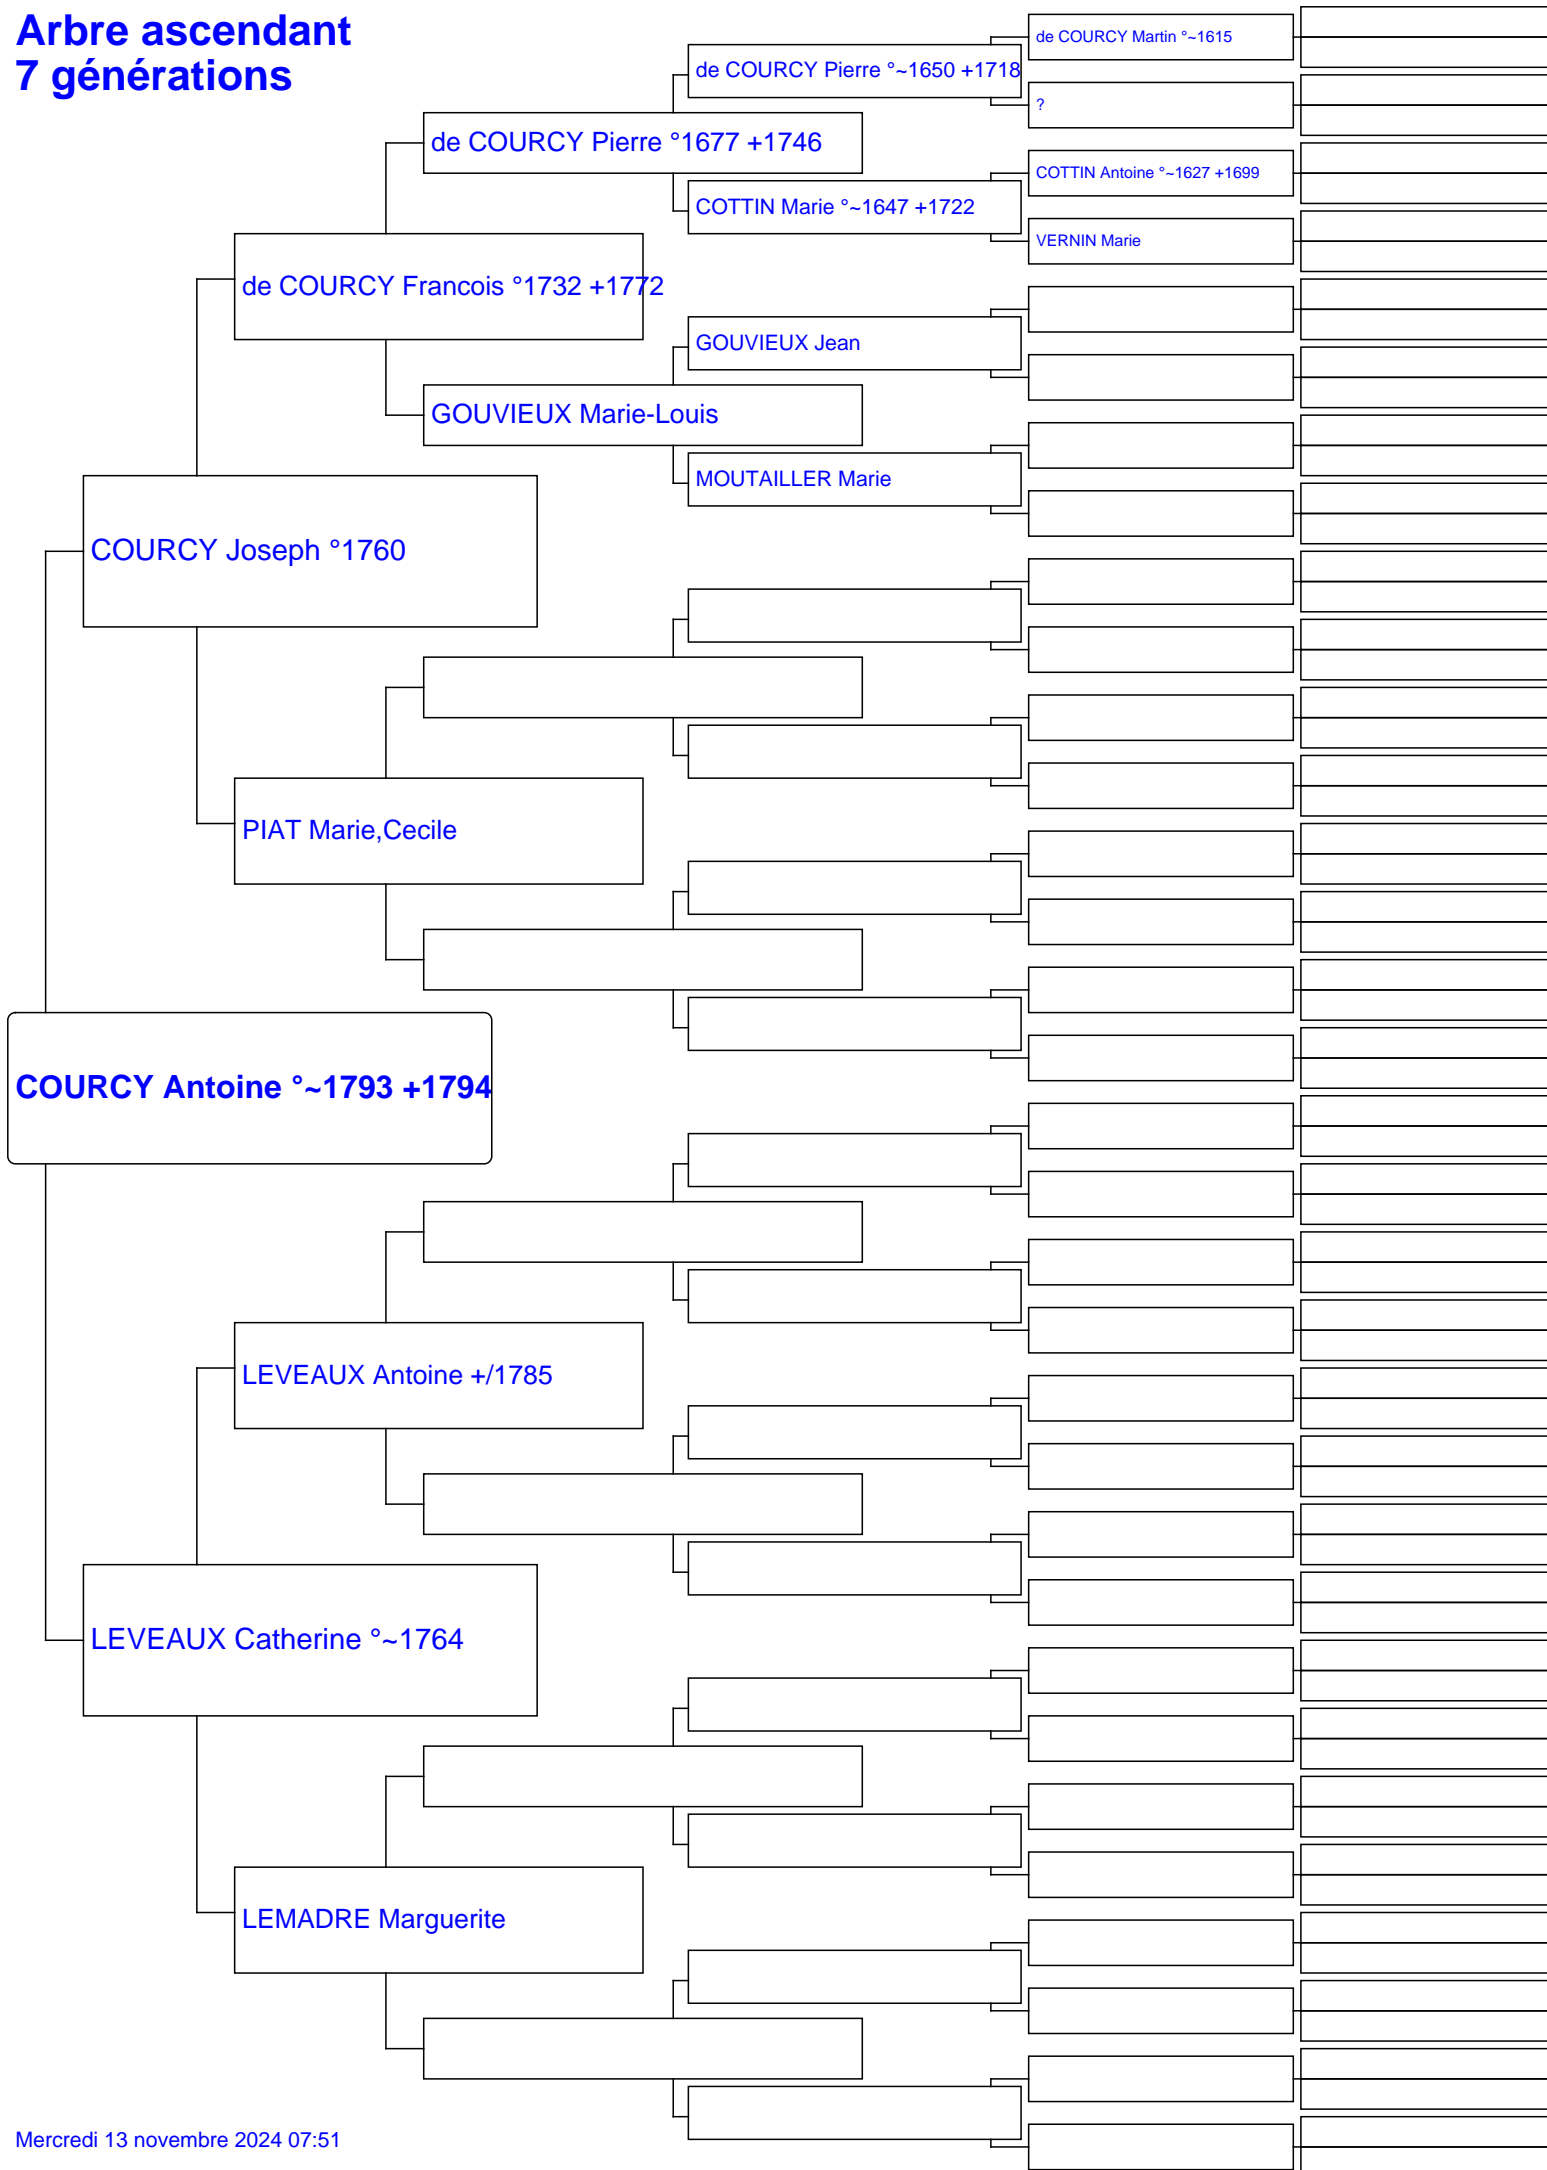 Arbre ascendant
7 générations
de COURCY Martin °~1615
de COURCY Pierre °~1650 +1718
?
de COURCY Pierre °1677 +1746
COTTIN Antoine °~1627 +1699
COTTIN Marie °~1647 +1722
VERNIN Marie
de COURCY Francois °1732 +1772
GOUVIEUX Jean
GOUVIEUX Marie-Louis
MOUTAILLER Marie
COURCY Joseph °1760
PIAT Marie,Cecile
COURCY Antoine °~1793 +1794
LEVEAUX Antoine +/1785
LEVEAUX Catherine °~1764
LEMADRE Marguerite
Mercredi 13 novembre 2024 07:51